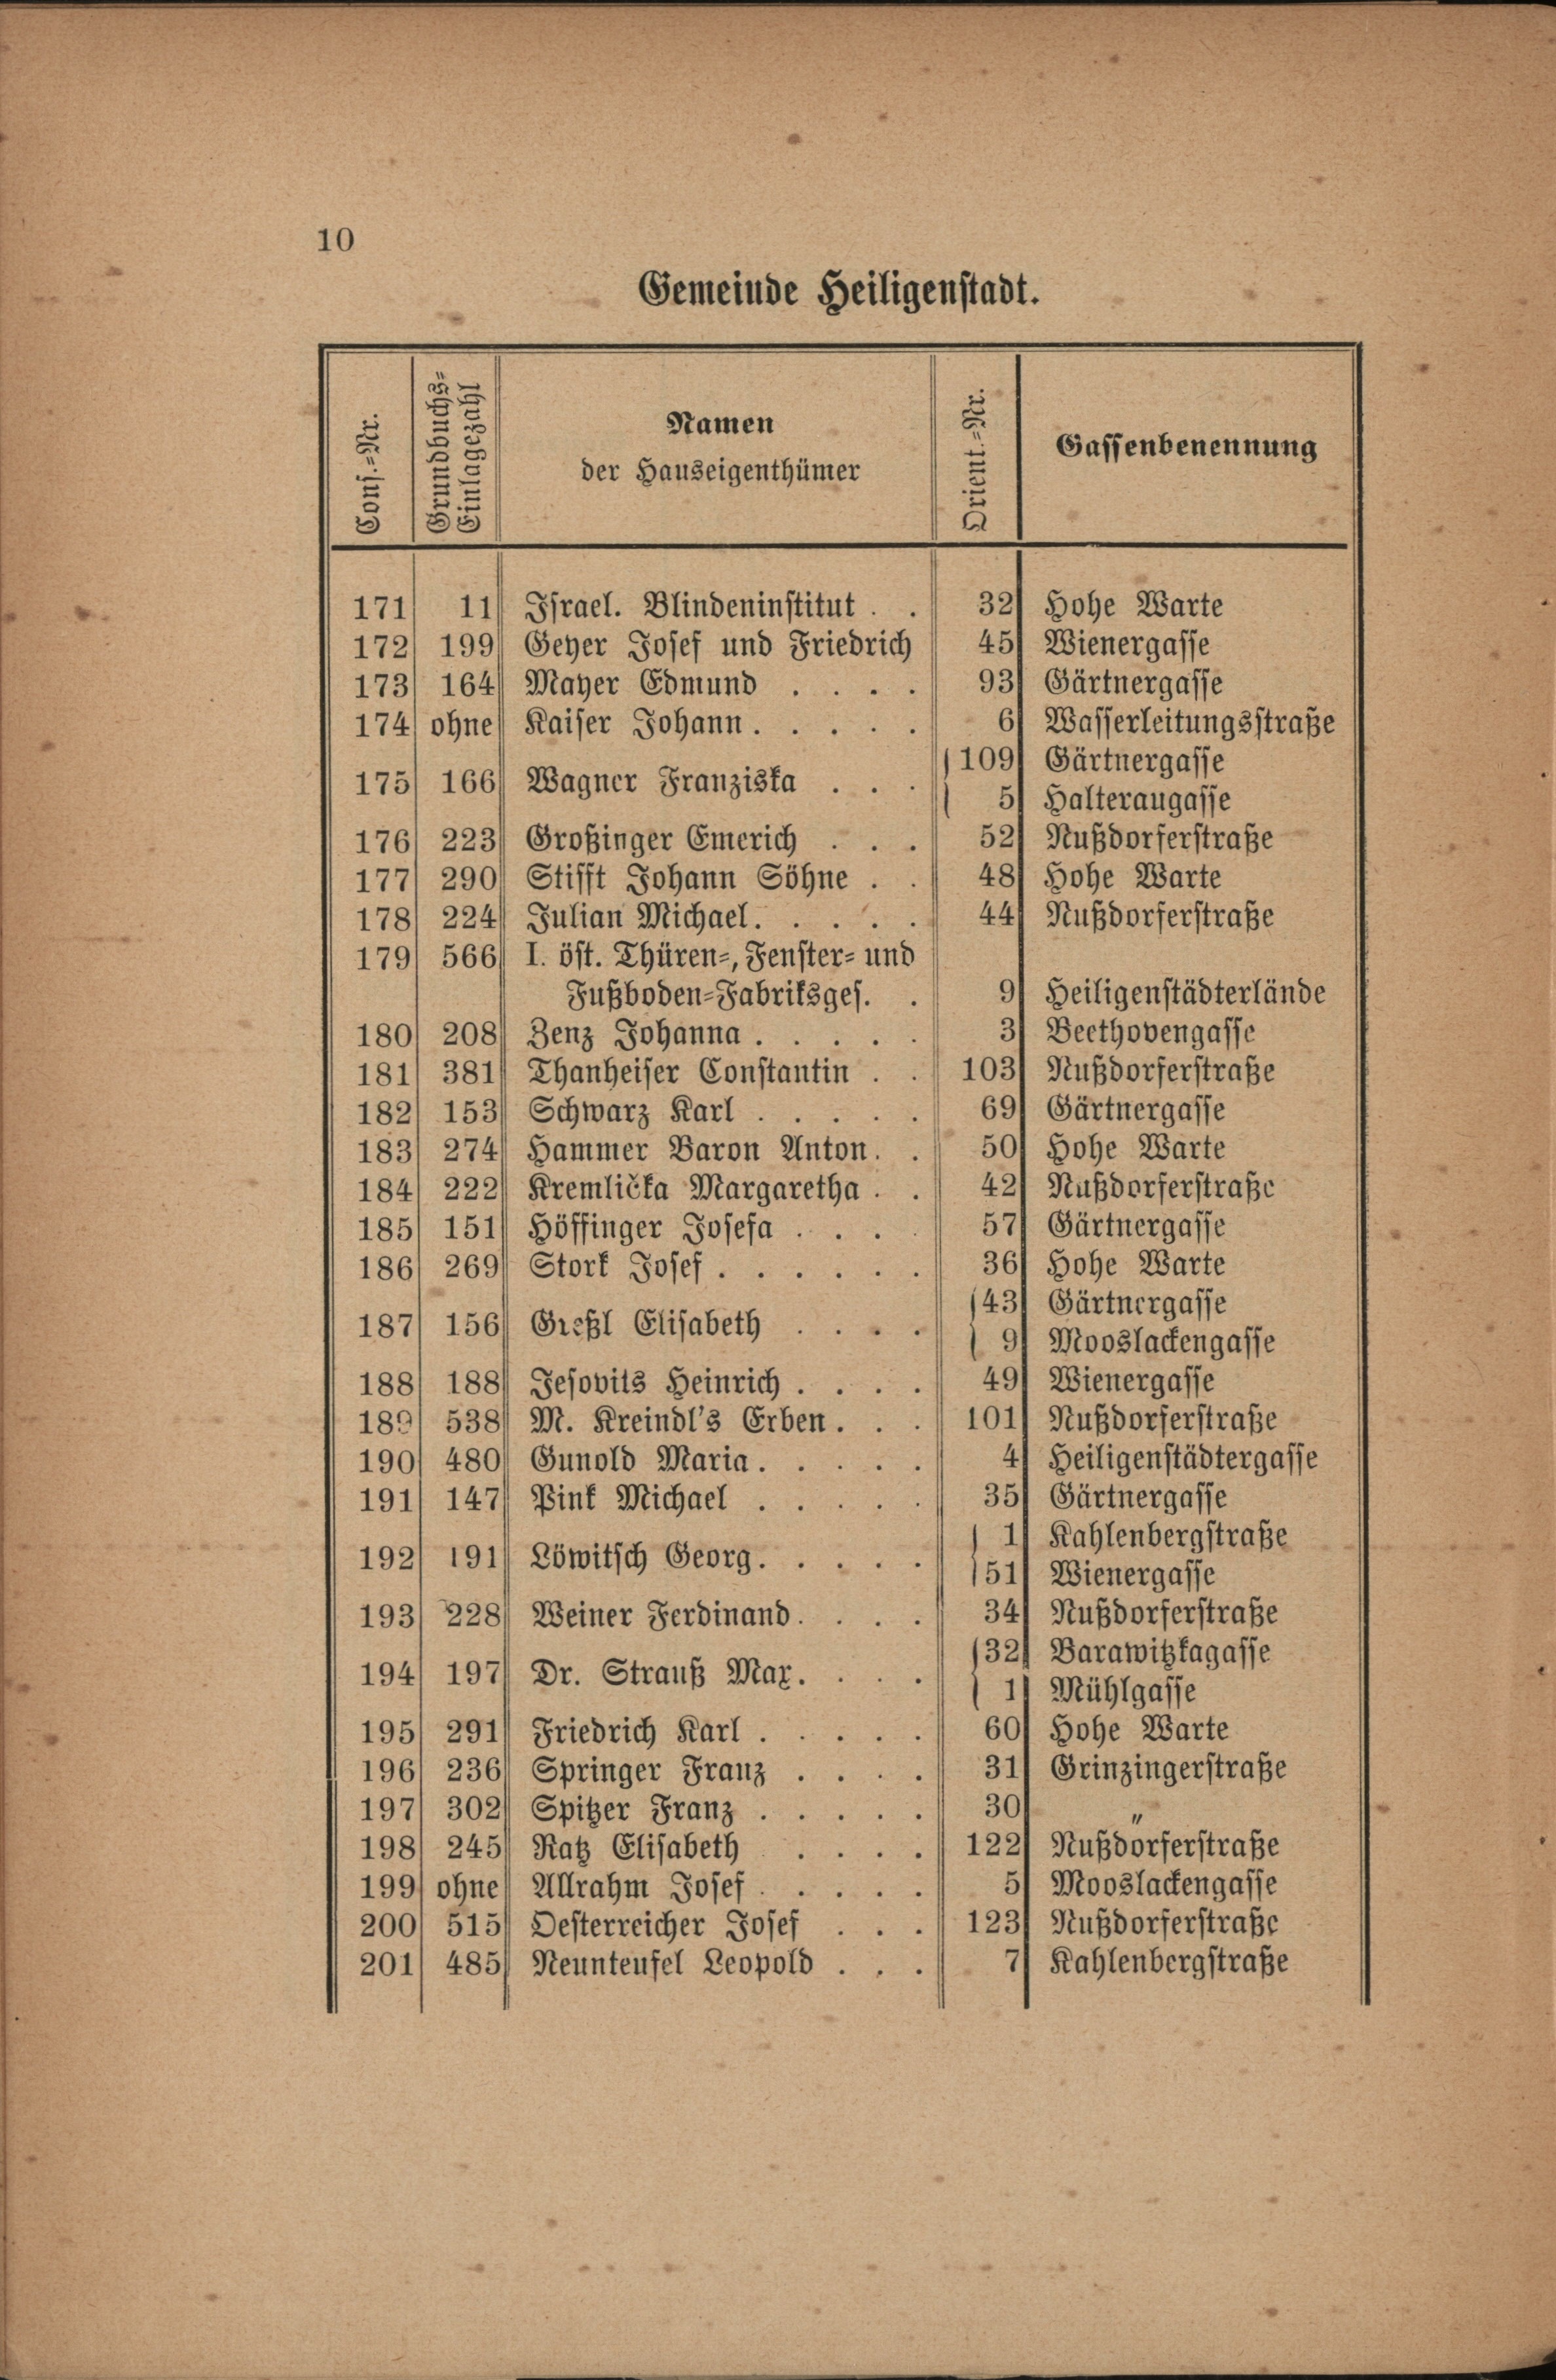 10
Gemeinde Heiligenstadt.
Cons.-Nr.
Grundbuchs-
Einlagezahl
Namen
der Hauseigenthümer
Orient.-Nr.
Gassenbenennung
171 11 Israel. Blindeninstitut . . 32 Hohe Warte
172 199 Geyer Josef und Friedrich 45 Wienergasse
173 164 Mayer Edmund . . . . 93 Gärtnergasse
174 ohne Kaiser Johann . . . . . 6 Wasserleitungsstraße
175 166 Wagner Franziska . . . 109 Gärtnergasse
5 Halteraugasse
176 223 Großinger Emerich . . . 52 Nußdorferstraße
177 290 Stifft Johann Söhne . . 48 Hohe Warte
178 224 Julian Michael . . . . . 44 Nußdorferstraße
179 566 I. öst. Thüren-, Fenster- und
Fußboden-Fabriksges. . 9 Heiligenstädterlände
180 208 Zenz Johanna . . . . . 3 Beethovengasse
181 381 Thanheiser Constantin . . 103 Nußdorferstraße
182 153 Schwarz Karl . . . . . 69 Gärtnergasse
183 274 Hammer Baron Anton . . 50 Hohe Warte
184 222 Kremlička Margaretha . . 42 Nußdorferstraße
185 151 Höffinger Josefa . . . . 57 Gärtnergasse
186 269 Stork Josef . . . . . . 36 Hohe Warte
187 156 Greßl Elisabeth . . . . 43 Gärtnergasse
9 Mooslackengasse
188 188 Jesovits Heinrich . . . . 49 Wienergasse
189 538 M. Kreindl's Erben . . . 101 Nußdorferstraße
190 480 Gunold Maria . . . . . 4 Heiligenstädtergasse
191 147 Pink Michael . . . . . 35 Gärtnergasse
192 191 Löwitsch Georg . . . . . 1 Kahlenbergstraße
51 Wienergasse
193 228 Weiner Ferdinand . . . . 34 Nußdorferstraße
194 197 Dr. Strauß Max . . . . 32 Barawitzkagasse
1 Mühlgasse
195 291 Friedrich Karl . . . . . 60 Hohe Warte
196 236 Springer Franz . . . . 31 Grinzingerstraße
197 302 Spitzer Franz . . . . . 30 "
198 245 Ratz Elisabeth . . . . 122 Nußdorferstraße
199 ohne Allrahm Josef . . . . . 5 Mooslackengasse
200 515 Oesterreicher Josef . . . 123 Nußdorferstraße
201 485 Neunteufel Leopold . . . 7 Kahlenbergstraße